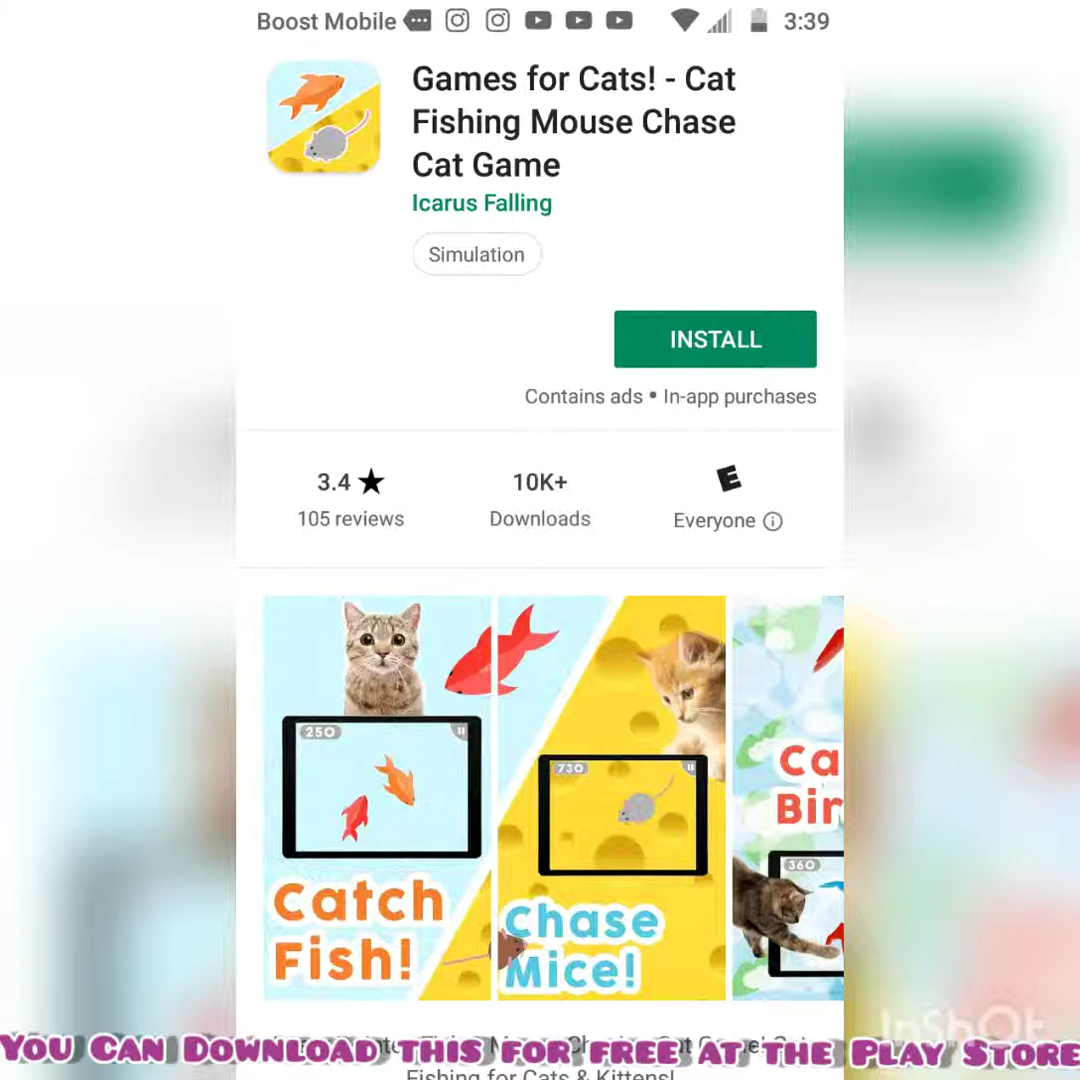 Boost Mobile 3:39
Games for Cats! - Cat
Fishing Mouse Chase
Cat Game
Icarus Falling
Simulation
INSTALL
Contains ads • In-app purchases
3.4 ★ 10K+ E
105 reviews Downloads Everyone
250
730
360
Ca
Bir
Catch
Fish!
Chase
Mice!
InShOt
You Can Download this for free at the Play Store
Fishing for Cats & Kittens!